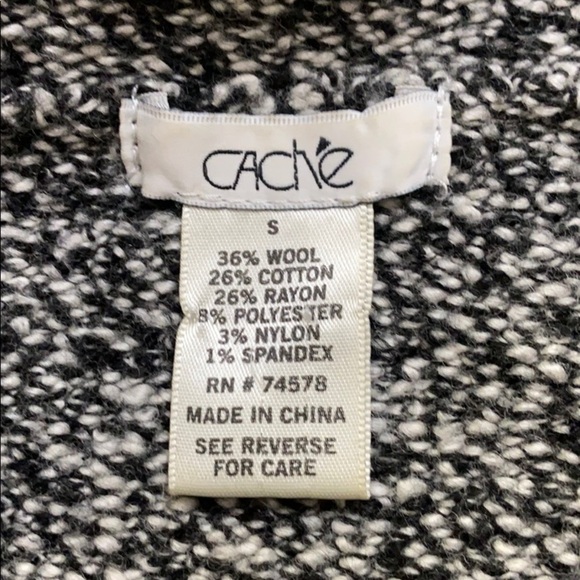 CAChé
S
36% WOOL
26% COTTON
26% RAYON
8% POLYESTER
3% NYLON
1% SPANDEX
RN # 74578
MADE IN CHINA
SEE REVERSE
FOR CARE